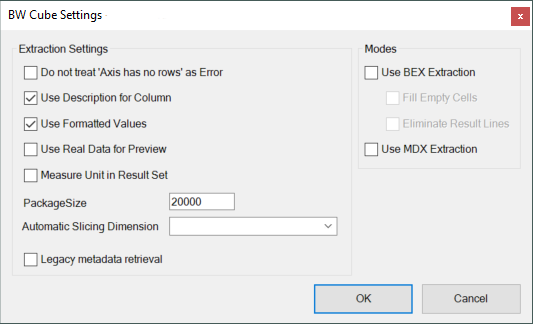 BW Cube Settings
Extraction Settings
Do not treat 'Axis has no rows' as Error
Use Description for Column
Use Formatted Values
Use Real Data for Preview
Measure Unit in Result Set
PackageSize 20000
Automatic Slicing Dimension
Legacy metadata retrieval
Modes
Use BEX Extraction
Fill Empty Cells
Eliminate Result Lines
Use MDX Extraction
OK Cancel